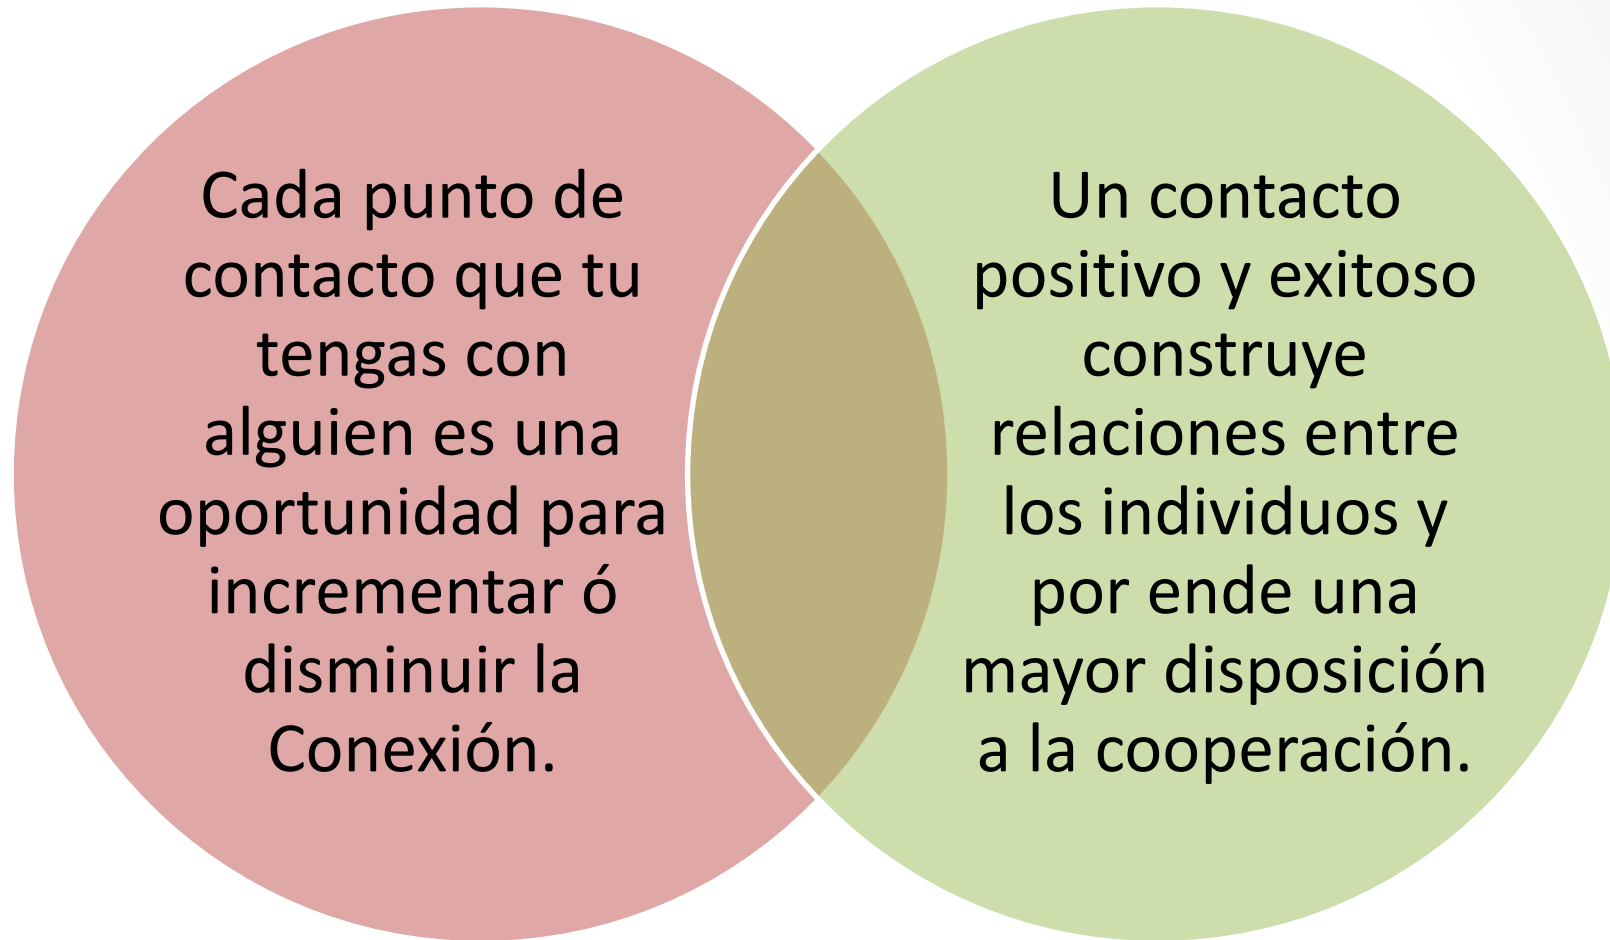 Cada punto de
contacto que tu
tengas con
alguien es una
oportunidad para
incrementar ó
disminuir la
Conexión.
Un contacto
positivo y exitoso
construye
relaciones entre
los individuos y
por ende una
mayor disposición
a la cooperación.